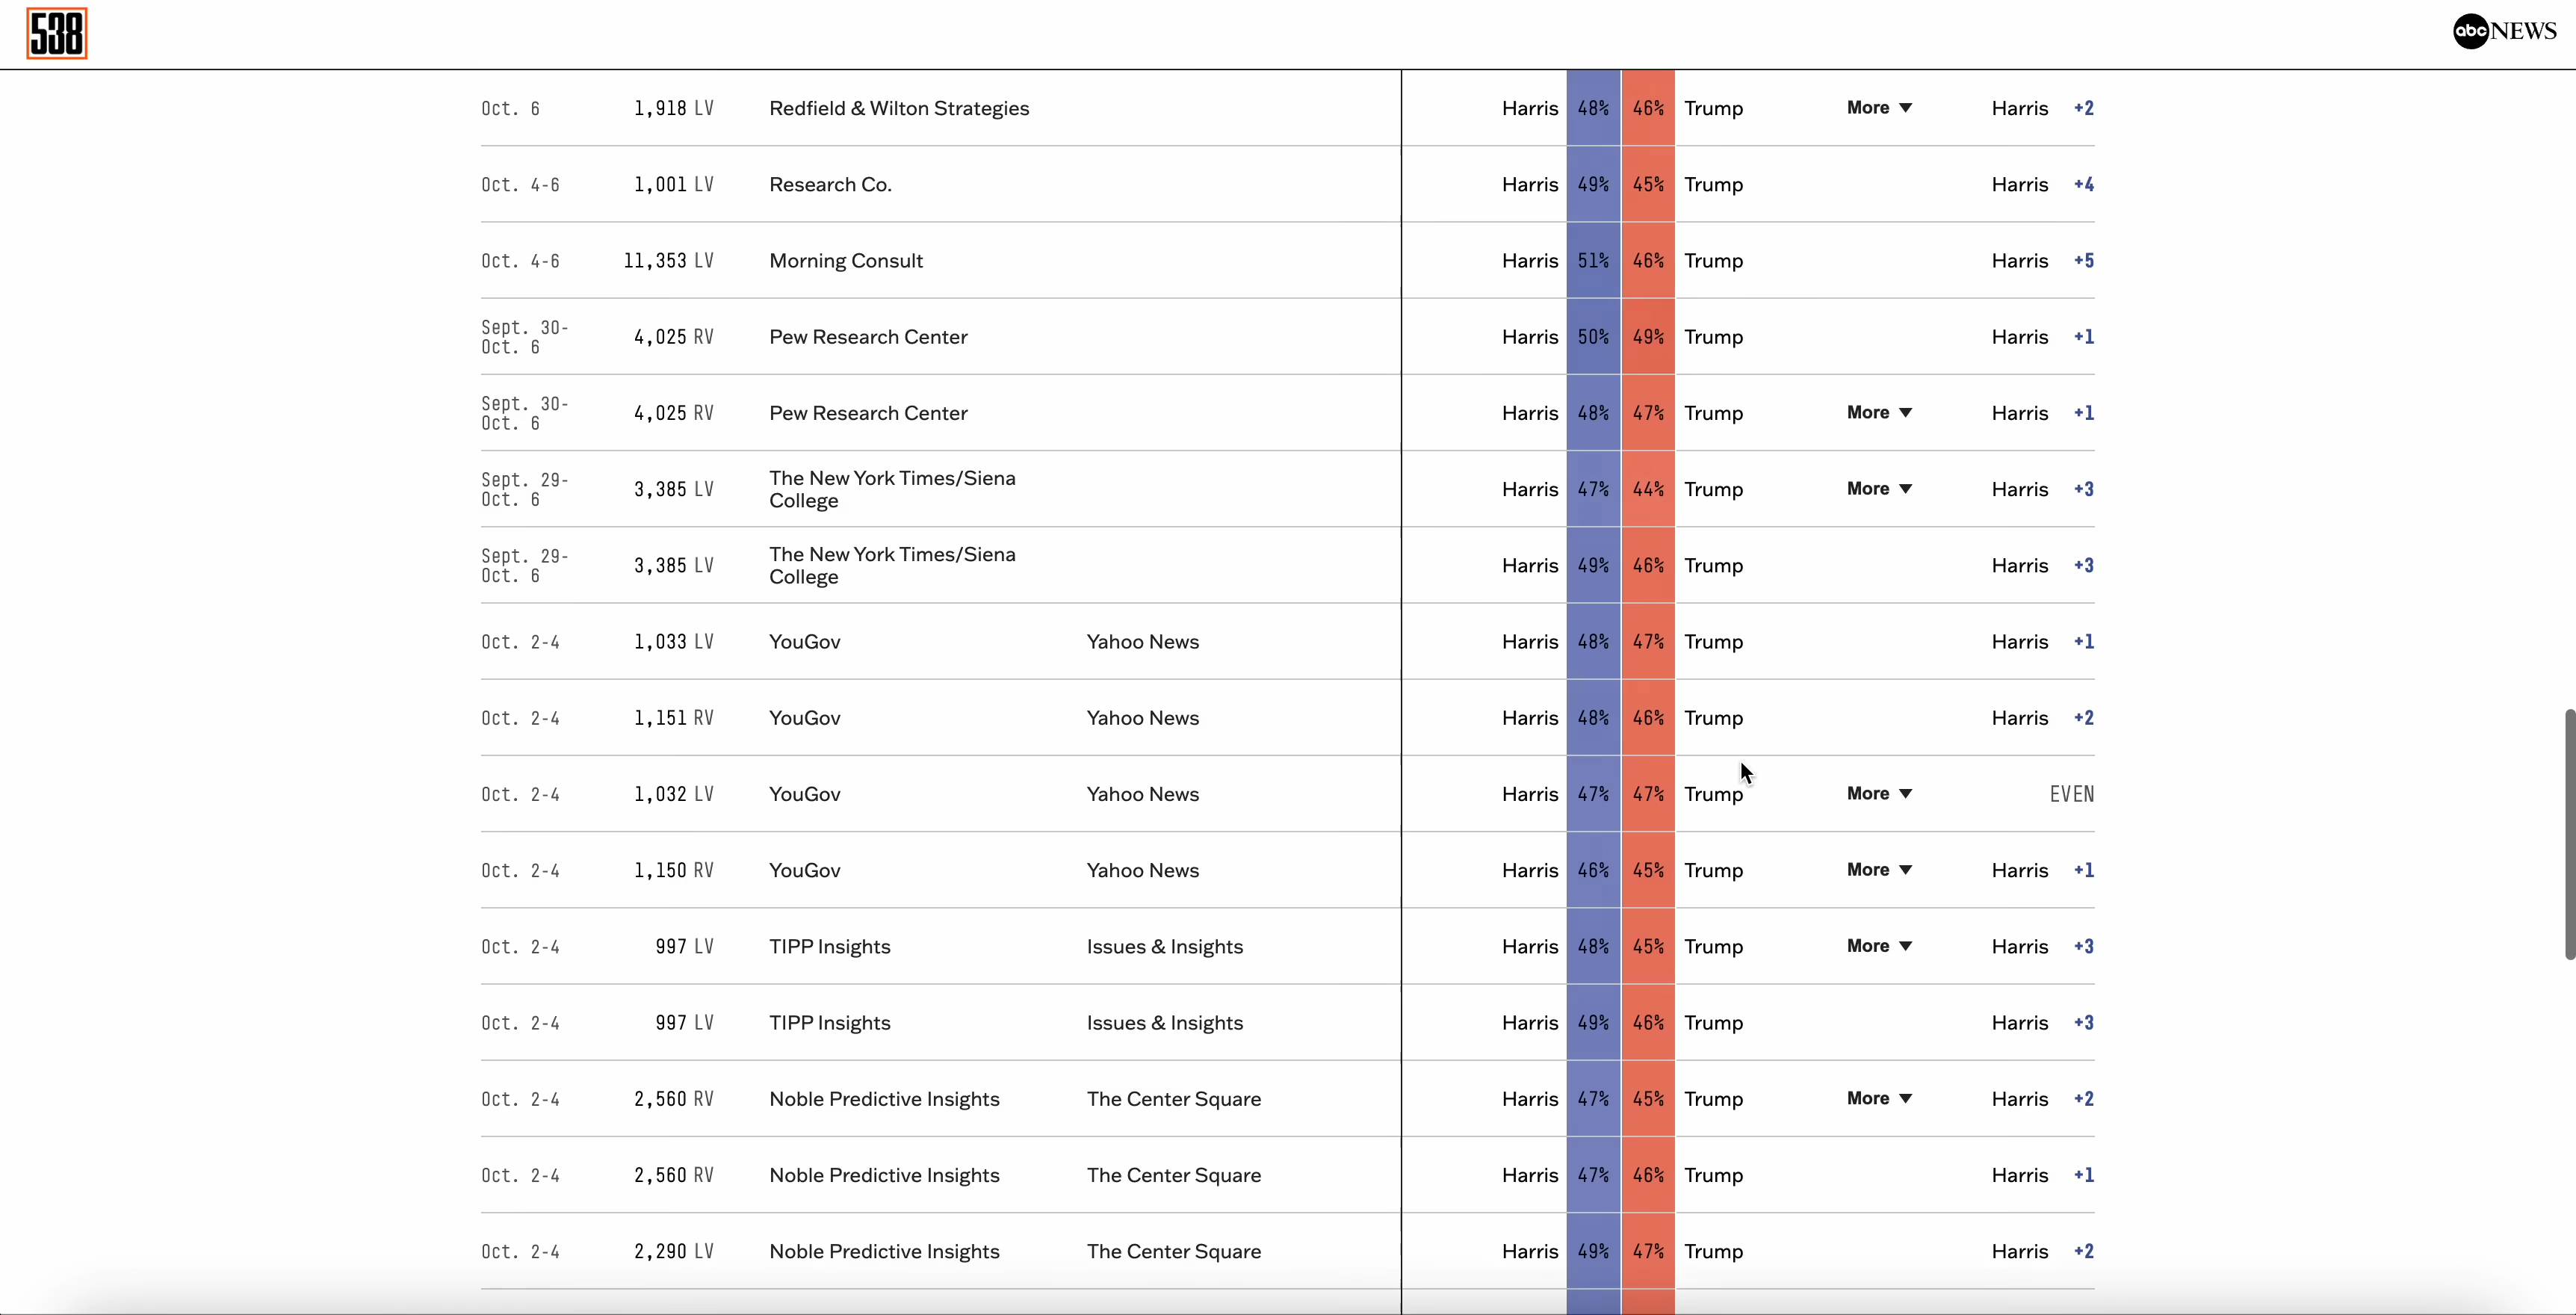 538
abc NEWS
Oct. 6 1,918 LV Redfield & Wilton Strategies Harris 48% 46% Trump More ▼ Harris +2
Oct. 4-6 1,001 LV Research Co. Harris 49% 45% Trump Harris +4
Oct. 4-6 11,353 LV Morning Consult Harris 51% 46% Trump Harris +5
Sept. 30-
Oct. 6 4,025 RV Pew Research Center Harris 50% 49% Trump Harris +1
Sept. 30-
Oct. 6 4,025 RV Pew Research Center Harris 48% 47% Trump More ▼ Harris +1
Sept. 29-
Oct. 6 3,385 LV The New York Times/Siena
College Harris 47% 44% Trump More ▼ Harris +3
Sept. 29-
Oct. 6 3,385 LV The New York Times/Siena
College Harris 49% 46% Trump Harris +3
Oct. 2-4 1,033 LV YouGov Yahoo News Harris 48% 47% Trump Harris +1
Oct. 2-4 1,151 RV YouGov Yahoo News Harris 48% 46% Trump Harris +2
Oct. 2-4 1,032 LV YouGov Yahoo News Harris 47% 47% Trump More ▼ EVEN
Oct. 2-4 1,150 RV YouGov Yahoo News Harris 46% 45% Trump More ▼ Harris +1
Oct. 2-4 997 LV TIPP Insights Issues & Insights Harris 48% 45% Trump More ▼ Harris +3
Oct. 2-4 997 LV TIPP Insights Issues & Insights Harris 49% 46% Trump Harris +3
Oct. 2-4 2,560 RV Noble Predictive Insights The Center Square Harris 47% 45% Trump More ▼ Harris +2
Oct. 2-4 2,560 RV Noble Predictive Insights The Center Square Harris 47% 46% Trump Harris +1
Oct. 2-4 2,290 LV Noble Predictive Insights The Center Square Harris 49% 47% Trump Harris +2